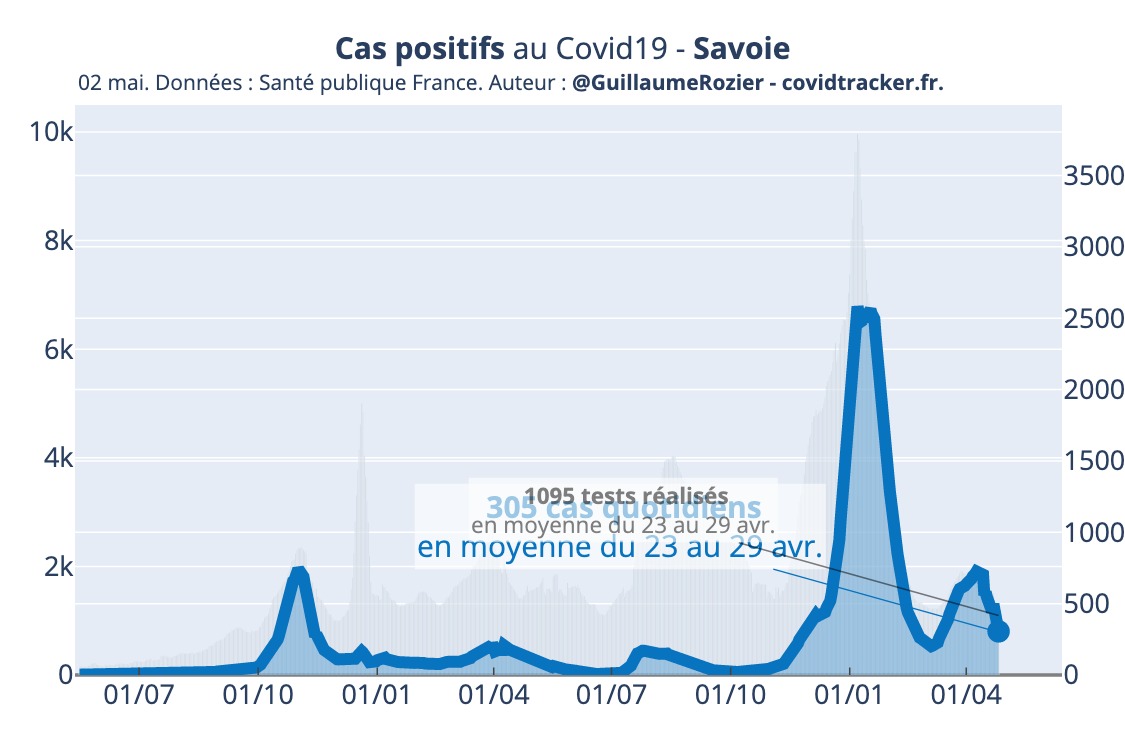 Cas positifs au Covid19 - Savoie
02 mai. Données : Santé publique France. Auteur : @GuillaumeRozier - covidtracker.fr.
10k
8k
6k
4k
2k
0
3500
3000
2500
2000
1500
1000
500
0
1095 tests réalisés
305 cas quotidiens
en moyenne du 23 au 29 avr.
en moyenne du 23 au 29 avr.
01/07
01/10
01/01
01/04
01/07
01/10
01/01
01/04